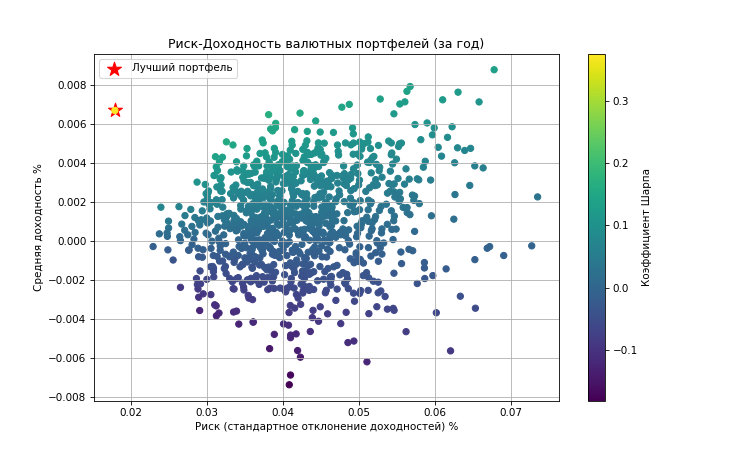 Риск-Доходность валютных портфелей (за год)
Лучший портфель
0.008
0.006
0.004
0.002
0.000
−0.002
−0.004
−0.006
−0.008
Средняя доходность %
0.02 0.03 0.04 0.05 0.06 0.07
Риск (стандартное отклонение доходностей) %
0.3
0.2
0.1
0.0
−0.1
Коэффициент Шарпа